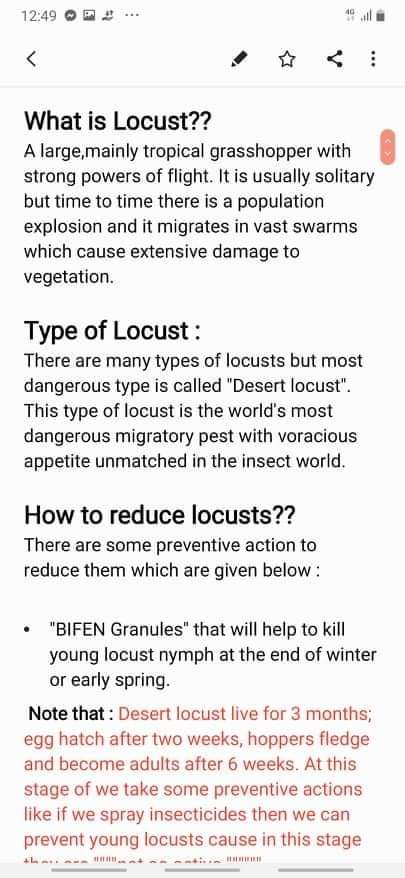 12:49
4G
What is Locust??
A large,mainly tropical grasshopper with
strong powers of flight. It is usually solitary
but time to time there is a population
explosion and it migrates in vast swarms
which cause extensive damage to
vegetation.
Type of Locust :
There are many types of locusts but most
dangerous type is called "Desert locust".
This type of locust is the world's most
dangerous migratory pest with voracious
appetite unmatched in the insect world.
How to reduce locusts??
There are some preventive action to
reduce them which are given below :
• "BIFEN Granules" that will help to kill
young locust nymph at the end of winter
or early spring.
Note that : Desert locust live for 3 months;
egg hatch after two weeks, hoppers fledge
and become adults after 6 weeks. At this
stage of we take some preventive actions
like if we spray insecticides then we can
prevent young locusts cause in this stage